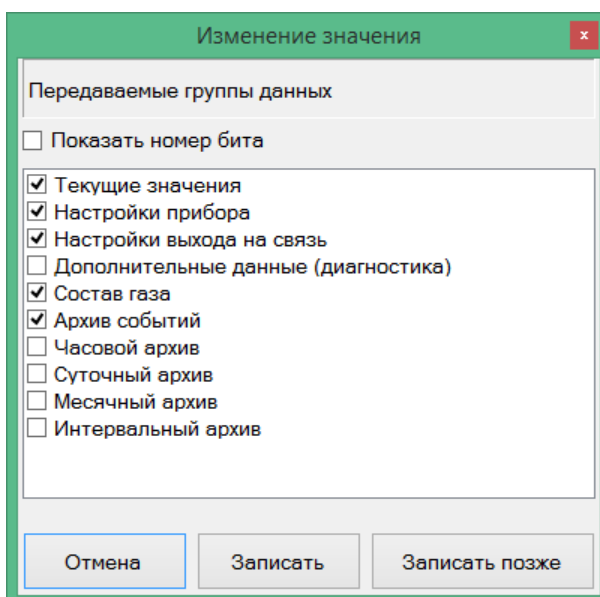 Изменение значения
x
Передаваемые группы данных
Показать номер бита
Текущие значения
Настройки прибора
Настройки выхода на связь
Дополнительные данные (диагностика)
Состав газа
Архив событий
Часовой архив
Суточный архив
Месячный архив
Интервальный архив
Отмена Записать Записать позже